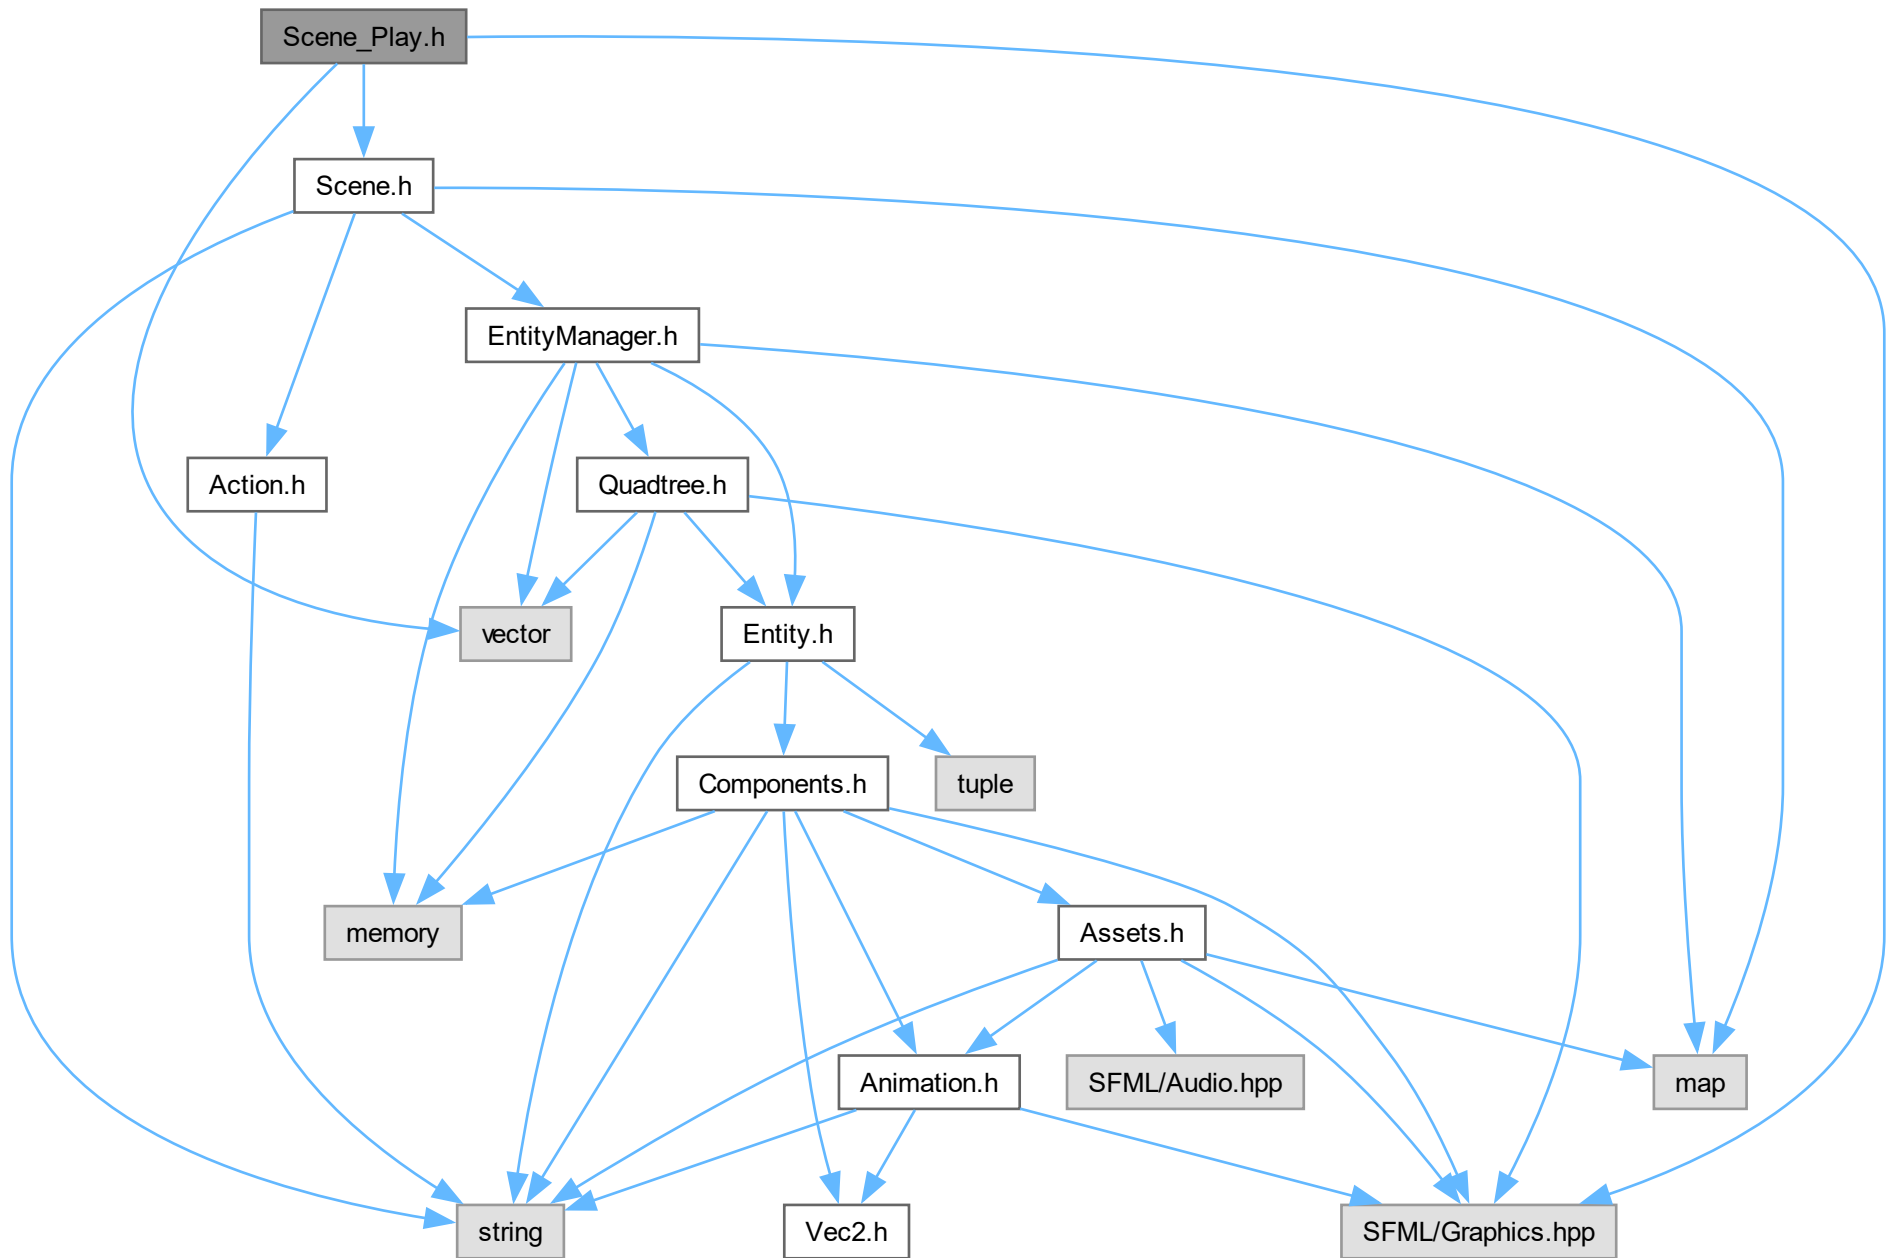 Scene_Play.h
Scene.h
EntityManager.h
Action.h
Quadtree.h
vector
Entity.h
Components.h
tuple
memory
Assets.h
Animation.h
SFML/Audio.hpp
map
string
Vec2.h
SFML/Graphics.hpp